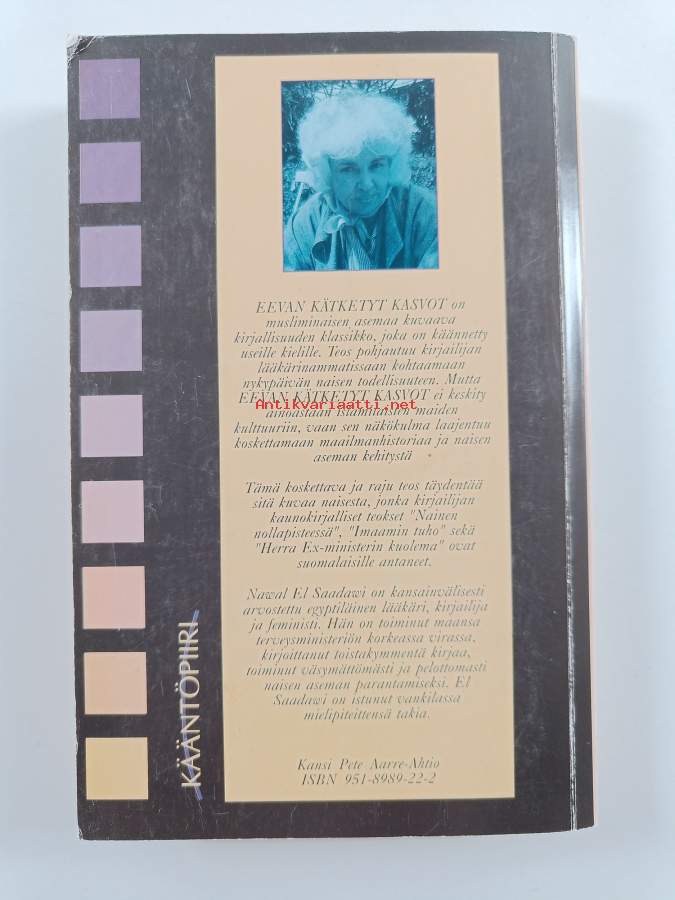 EEVAN KÄTKETYT KASVOT on
musliminaisen asemaa kuvaava
kirjallisuuden klassikko, joka on käännetty
useille kielille. Teos pohjautuu kirjailijan
lääkärinammatissaan kohtaamaan
nykypäivän naisen todellisuuteen. Mutta
EEVAN KÄTKETYT KASVOT ei keskity
Antikvariaatti.net
ainoastaan islamilaisten maiden
kulttuuriin, vaan sen näkökulma laajentuu
koskettamaan maailmanhistoriaa ja naisen
aseman kehitystä
Tämä koskettava ja raju teos täydentää
sitä kuvaa naisesta, jonka kirjailijan
kaunokirjalliset teokset "Nainen
nollapisteessä", "Imaamin tuho" sekä
"Herra Ex-ministerin kuolema" ovat
suomalaisille antaneet.
Nawal El Saadawi on kansainvälisesti
arvostettu egyptiläinen lääkäri, kirjailija
ja feministi. Hän on toiminut maansa
terveysministeriön korkeassa virassa,
kirjoittanut toistakymmentä kirjaa,
toiminut väsymättömästi ja pelottomasti
naisen aseman parantamiseksi. El
Saadawi on istunut vankilassa
mielipiteittensä takia.
Kansi Pete Aarre-Ahtio
ISBN 951-8989-22-2
KÄÄNTÖPIIRI